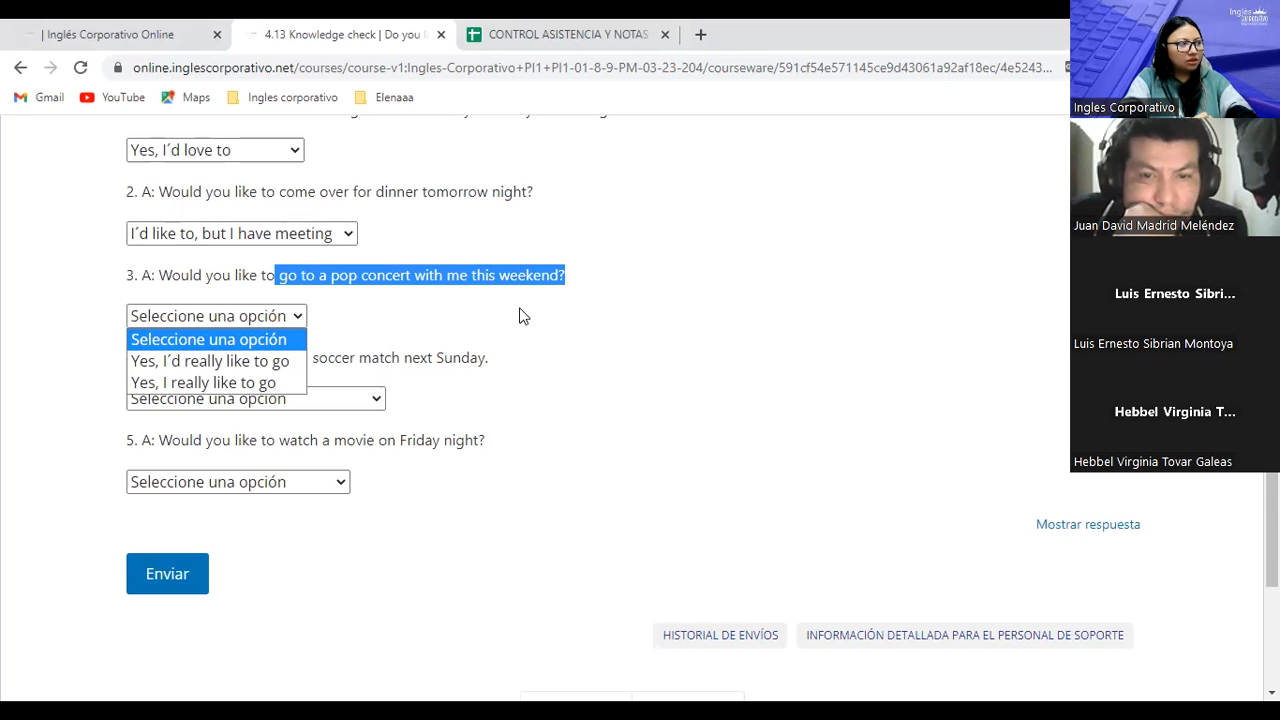 | Inglés Corporativo Online
4.13 Knowledge check | Do you l
CONTROL ASISTENCIA Y NOTAS
online.inglescorporativo.net/courses/course-v1:Ingles-Corporativo+PI1+PI1-01-8-9-PM-03-23-204/courseware/591cf54e571145ce9d43061a92af18ec/4e5243...
Gmail
YouTube
Maps
Ingles corporativo
Elenaaa
Yes, I´d love to
2. A: Would you like to come over for dinner tomorrow night?
I´d like to, but I have meeting
3. A: Would you like to go to a pop concert with me this weekend?
Seleccione una opción
Seleccione una opción
Yes, I´d really like to go
Yes, I really like to go
soccer match next Sunday.
Seleccione una opción
5. A: Would you like to watch a movie on Friday night?
Seleccione una opción
Mostrar respuesta
Enviar
HISTORIAL DE ENVÍOS
INFORMACIÓN DETALLADA PARA EL PERSONAL DE SOPORTE
Ingles
Ingles Corporativo
Juan David Madrid Meléndez
Luis Ernesto Sibri...
Luis Ernesto Sibrian Montoya
Hebbel Virginia T...
Hebbel Virginia Tovar Galeas